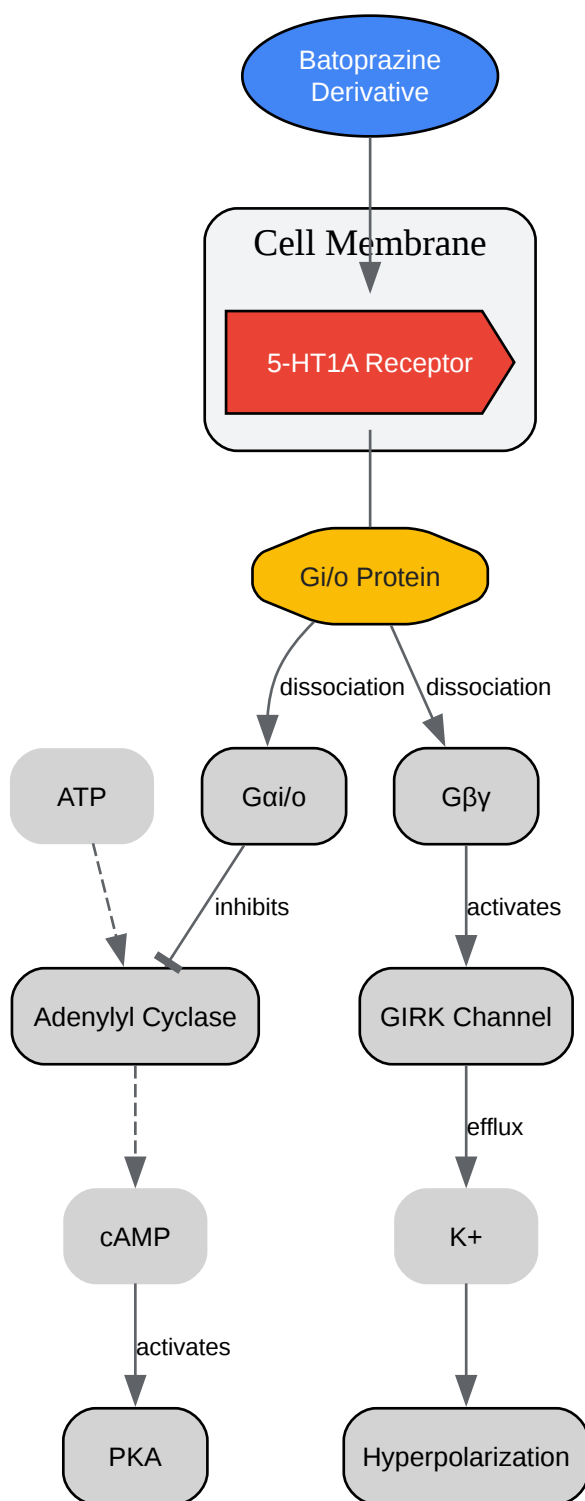 Batoprazine
Derivative
Cell Membrane
5-HT1A Receptor
Gi/o Protein
dissociation
dissociation
ATP
Gαi/o
Gβγ
inhibits
activates
Adenylyl Cyclase
GIRK Channel
efflux
cAMP
K+
activates
PKA
Hyperpolarization